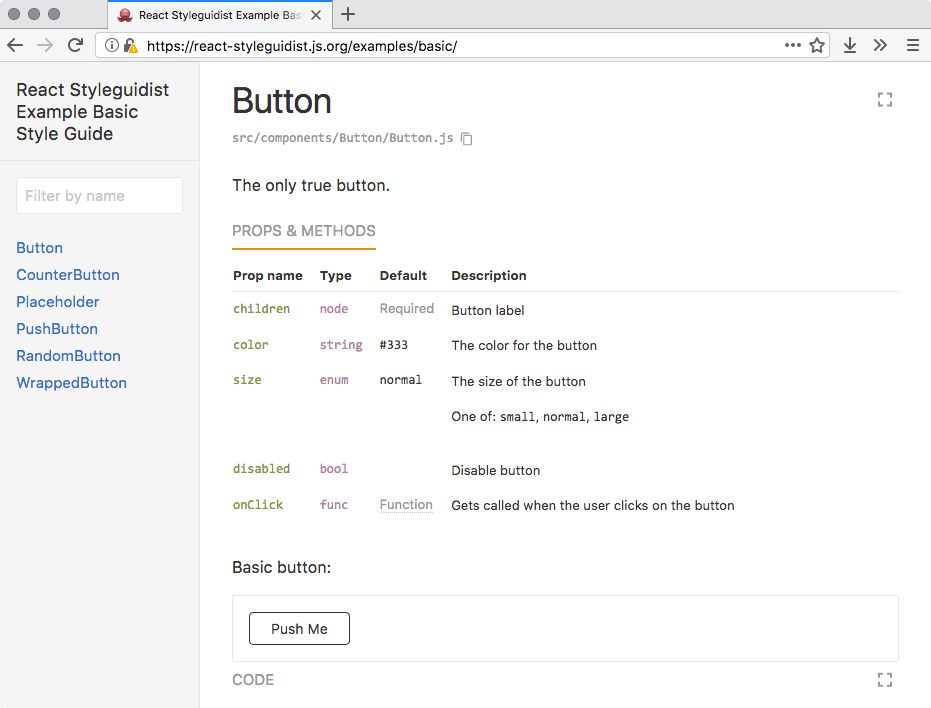 React Styleguidist Example Bas
https://react-styleguidist.js.org/examples/basic/
React Styleguidist
Example Basic
Style Guide
Filter by name
Button
CounterButton
Placeholder
PushButton
RandomButton
WrappedButton
Button
src/components/Button/Button.js
The only true button.
PROPS & METHODS
Prop name Type Default Description
children node Required Button label
color string #333 The color for the button
size enum normal The size of the button
One of: small, normal, large
disabled bool Disable button
onClick func Function Gets called when the user clicks on the button
Basic button:
Push Me
CODE